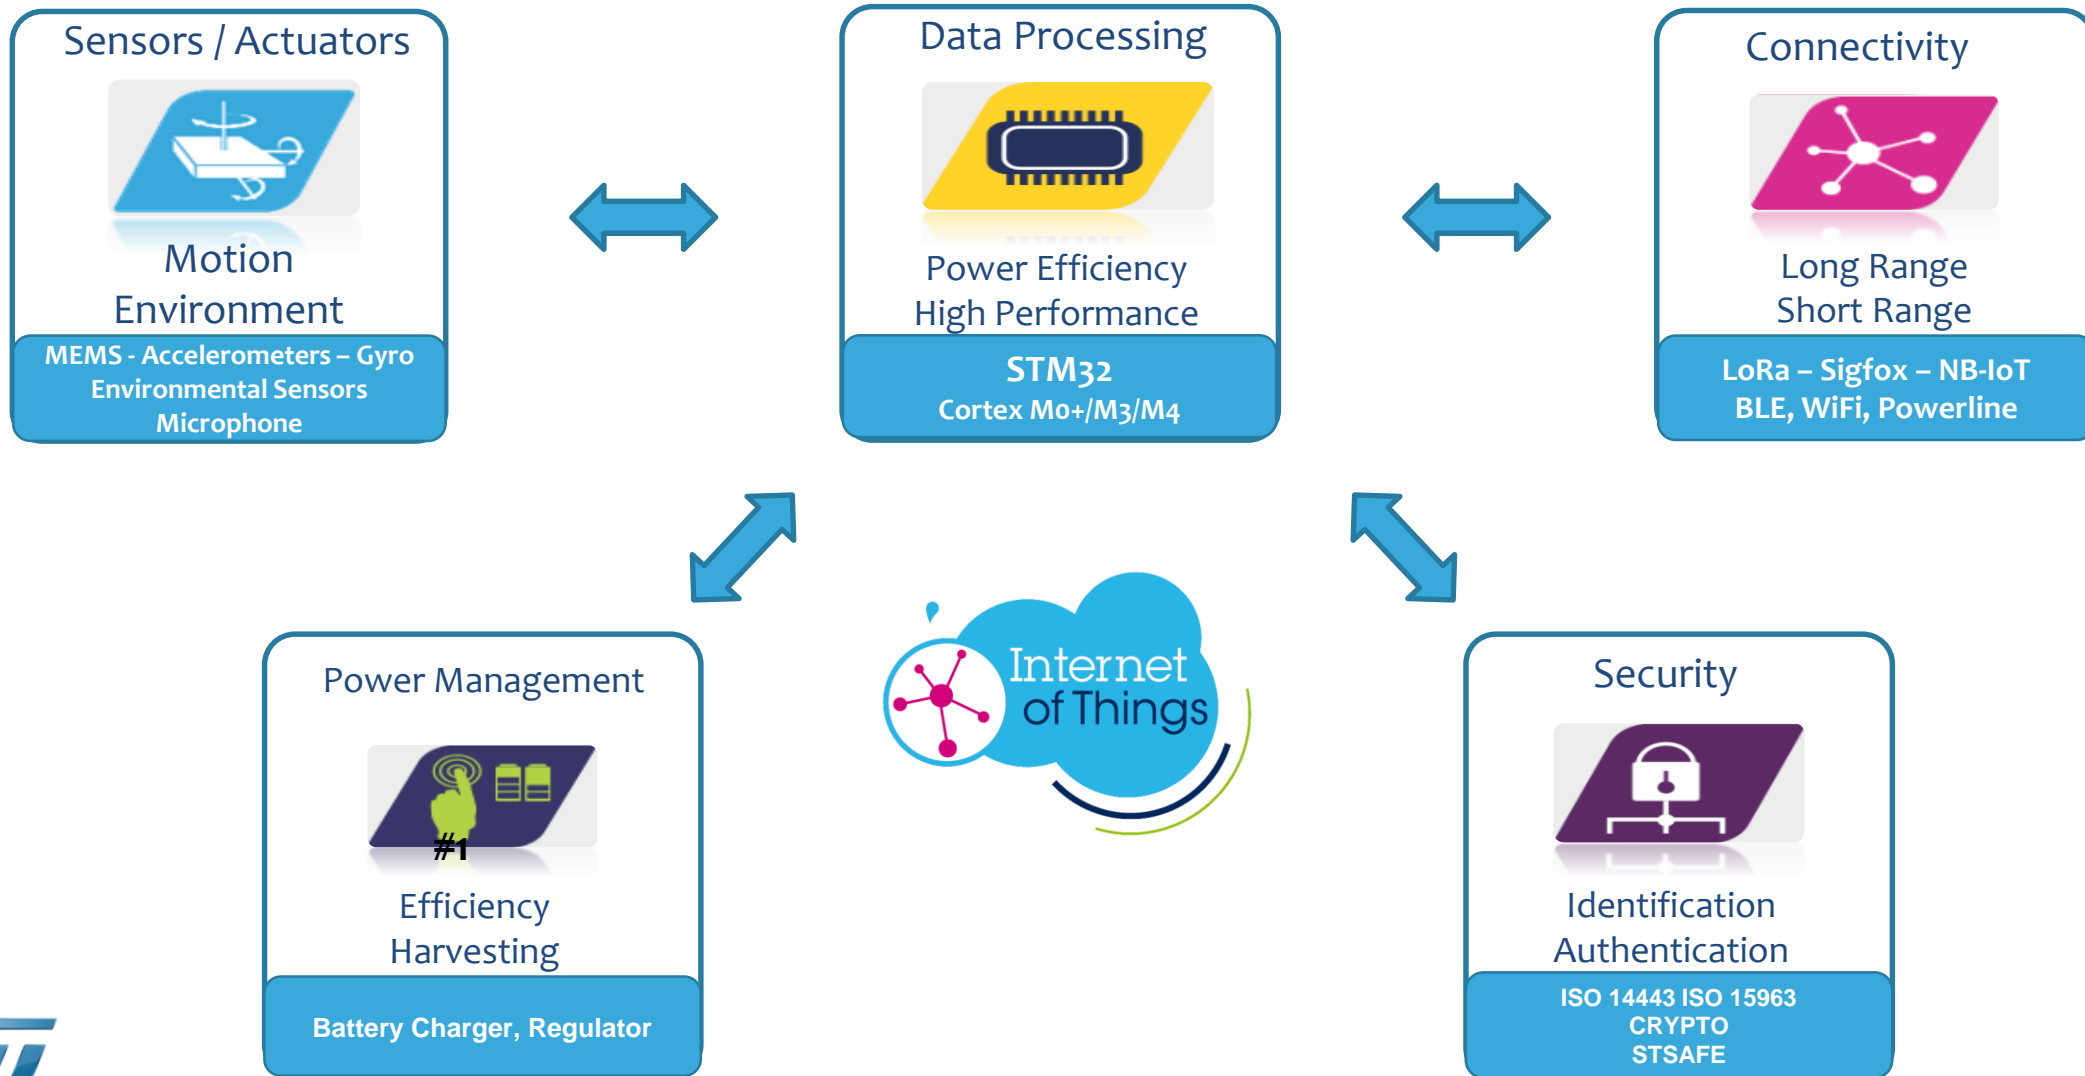 Sensors / Actuators
Motion
Environment
MEMS - Accelerometers – Gyro
Environmental Sensors
Microphone
Data Processing
Power Efficiency
High Performance
STM32
Cortex M0+/M3/M4
Connectivity
Long Range
Short Range
LoRa – Sigfox – NB-IoT
BLE, WiFi, Powerline
Power Management
#1
Efficiency
Harvesting
Battery Charger, Regulator
Internet
of Things
Security
Identification
Authentication
ISO 14443 ISO 15963
CRYPTO
STSAFE